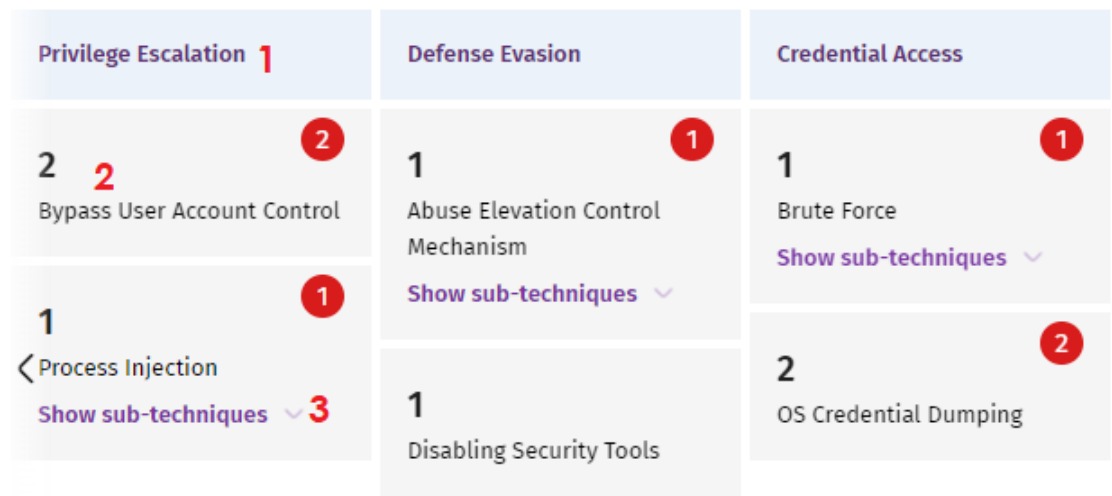 Privilege Escalation 1
2
2
2
Bypass User Account Control
1
1
Process Injection
Show sub-techniques 3
Defense Evasion
1
1
Abuse Elevation Control
Mechanism
Show sub-techniques
1
Disabling Security Tools
Credential Access
1
1
Brute Force
Show sub-techniques
2
2
OS Credential Dumping